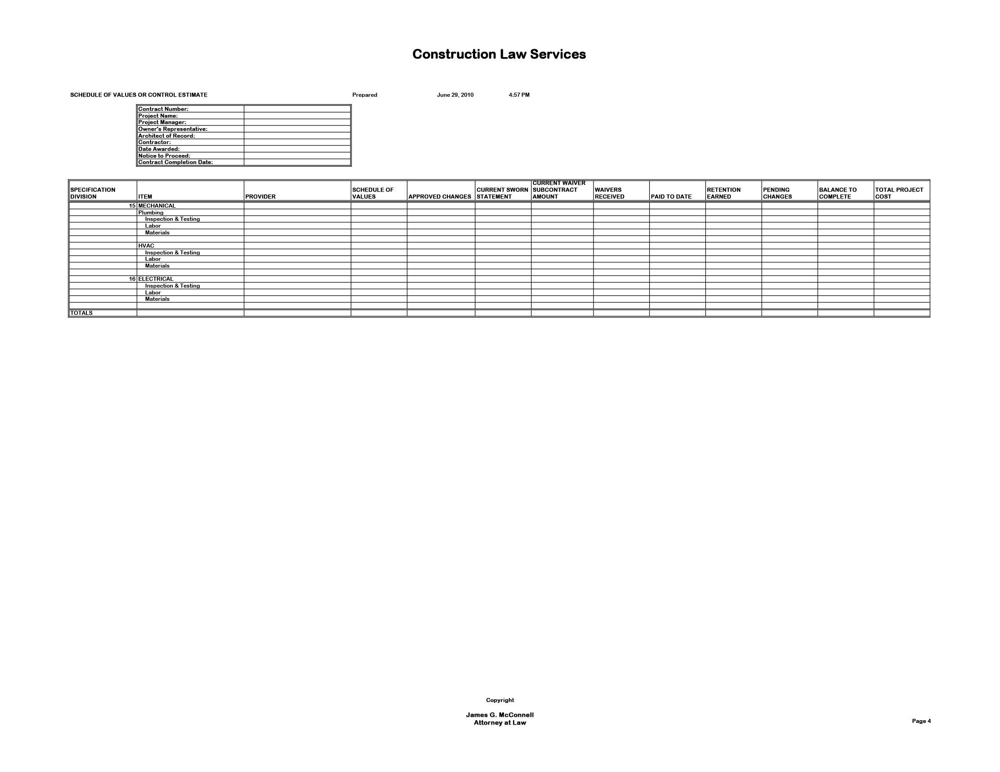 Construction Law Services
SCHEDULE OF VALUES OR CONTROL ESTIMATE Prepared June 29, 2010 4:57 PM
Contract Number:
Project Name:
Project Manager:
Owner's Representative:
Architect of Record:
Contractor:
Date Awarded:
Notice to Proceed:
Contract Completion Date:
SPECIFICATION DIVISION ITEM PROVIDER SCHEDULE OF VALUES APPROVED CHANGES CURRENT SWORN STATEMENT CURRENT WAIVER SUBCONTRACT AMOUNT WAIVERS RECEIVED PAID TO DATE RETENTION EARNED PENDING CHANGES BALANCE TO COMPLETE TOTAL PROJECT COST
15 MECHANICAL
Plumbing
Inspection & Testing
Labor
Materials
HVAC
Inspection & Testing
Labor
Materials
16 ELECTRICAL
Inspection & Testing
Labor
Materials
TOTALS
Copyright
James G. McConnell
Attorney at Law
Page 4